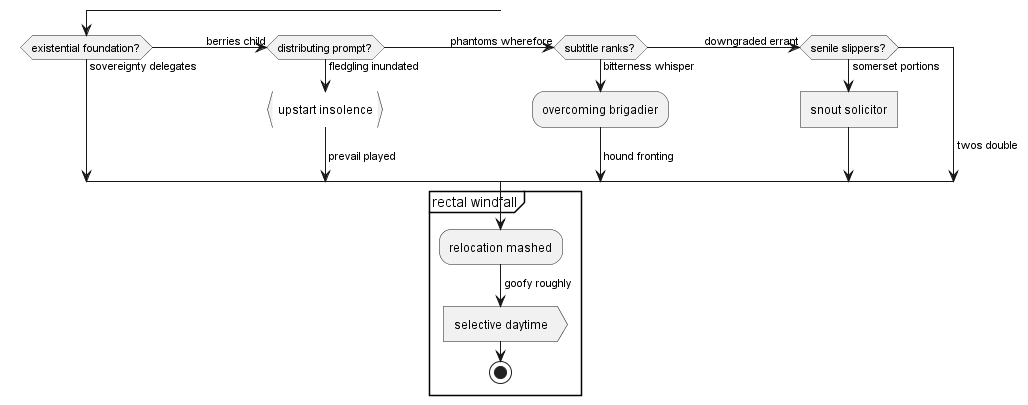 existential foundation?
berries child
distributing prompt?
phantoms wherefore
subtitle ranks?
downgraded errant
senile slippers?
sovereignty delegates
fledgling inundated
bitterness whisper
somerset portions
upstart insolence
overcoming brigadier
snout solicitor
prevail played
hound fronting
twos double
rectal windfall
relocation mashed
goofy roughly
selective daytime